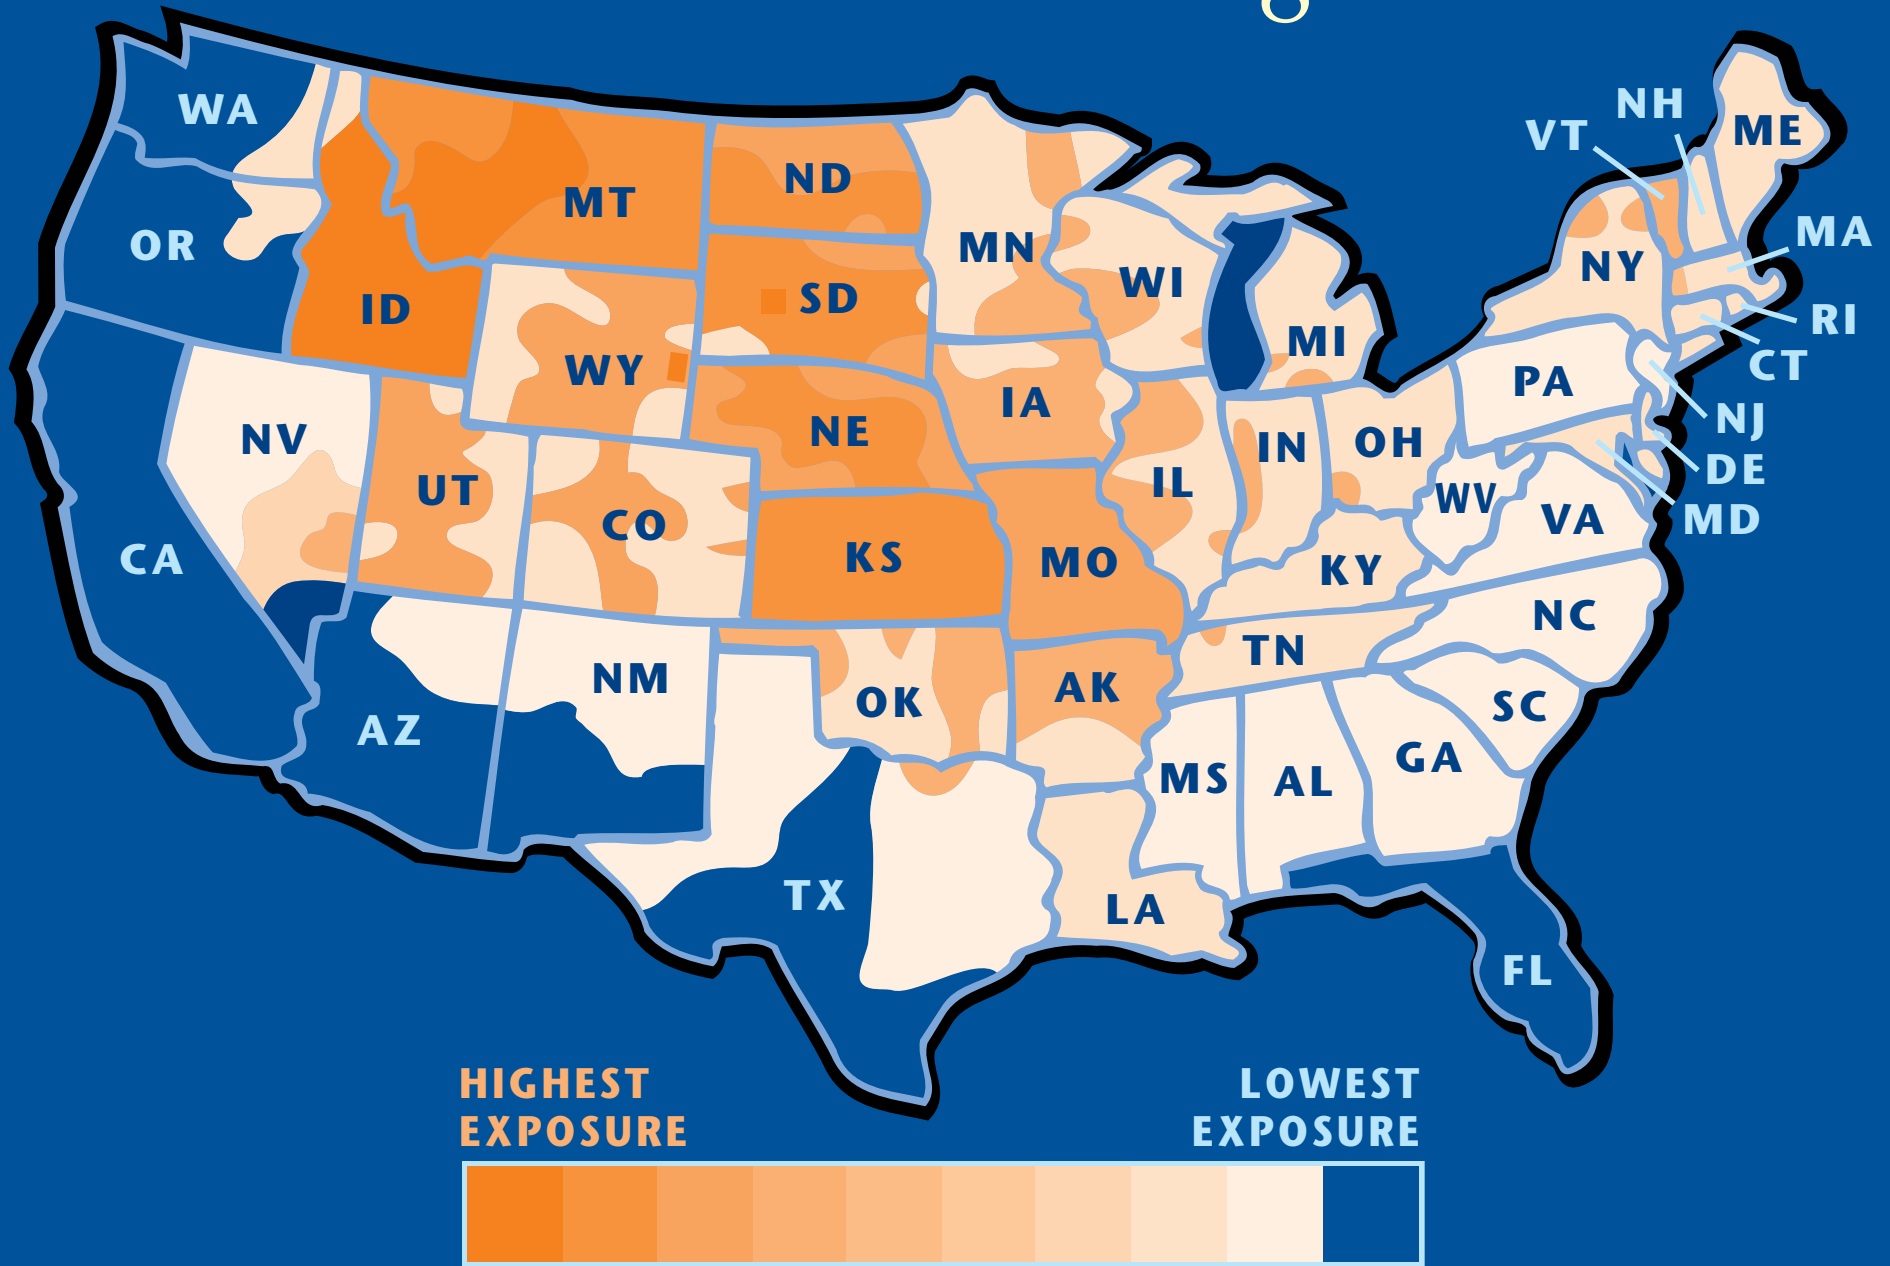 g
WA
OR
ID
MT
ND
SD
MN
WI
MI
WY
NE
IA
IL
IN
OH
PA
NY
VT
NH
ME
MA
RI
CT
NJ
DE
MD
NV
UT
CO
KS
MO
KY
WV
VA
CA
AZ
NM
OK
AK
TN
NC
SC
TX
LA
MS
AL
GA
FL
HIGHEST
EXPOSURE
LOWEST
EXPOSURE